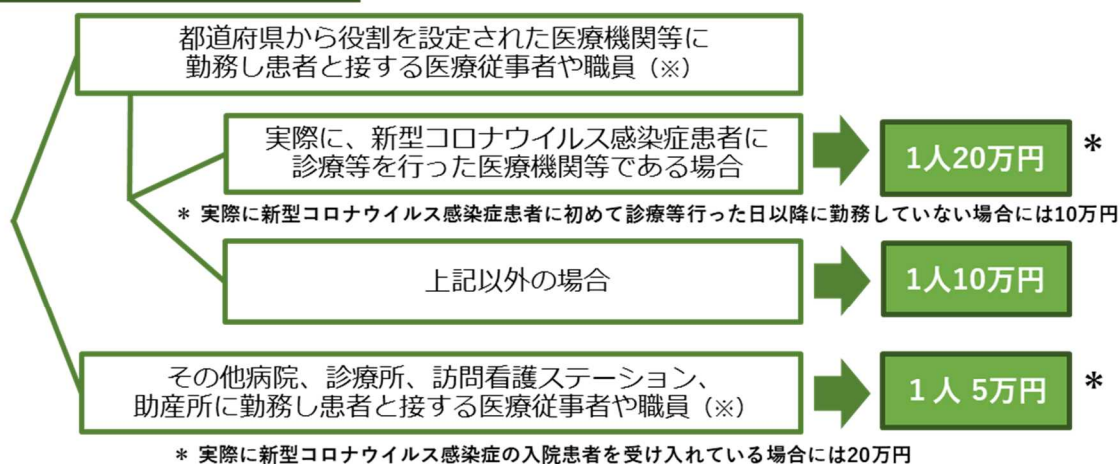 都道府県から役割を設定された医療機関等に
勤務し患者と接する医療従事者や職員（※）
実際に、新型コロナウイルス感染症患者に
診療等を行った医療機関等である場合
1人20万円 *
* 実際に新型コロナウイルス感染症患者に初めて診療等行った日以降に勤務していない場合には10万円
上記以外の場合
1人10万円
その他病院、診療所、訪問看護ステーション、
助産所に勤務し患者と接する医療従事者や職員（※）
1人 5万円 *
* 実際に新型コロナウイルス感染症の入院患者を受け入れている場合には20万円